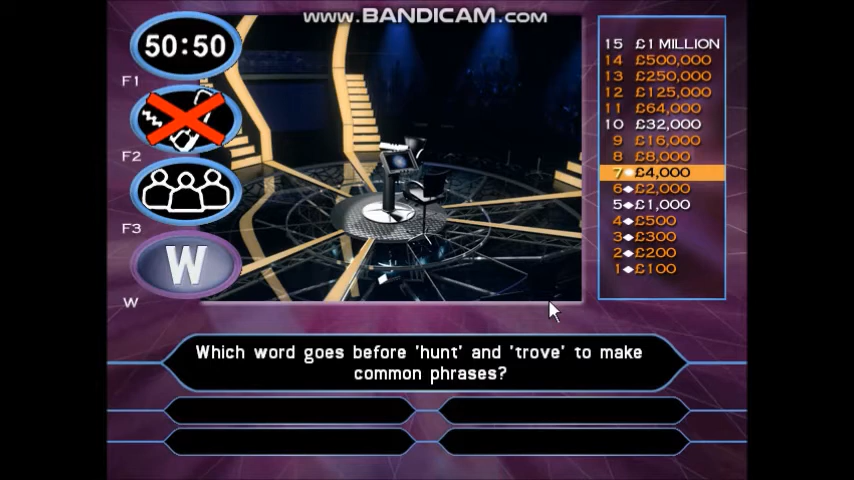 www.BANDICAM.com
50:50
F1
F2
F3
W
W
15 £1 MILLION
14 £500,000
13 £250,000
12 £125,000
11 £64,000
10 £32,000
9 £16,000
8 £8,000
7◆£4,000
6◆£2,000
5◆£1,000
4◆£500
3◆£300
2◆£200
1◆£100
Which word goes before 'hunt' and 'trove' to make
common phrases?